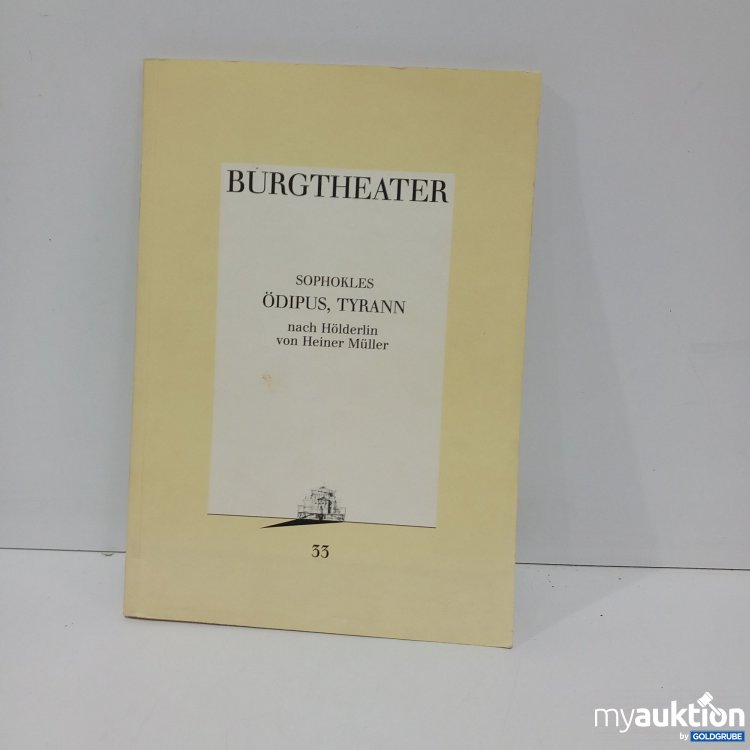 BURGTHEATER
SOPHOKLES
ÖDIPUS, TYRANN
nach Hölderlin
von Heiner Müller
33
myauktion
by GOLDGRUBE